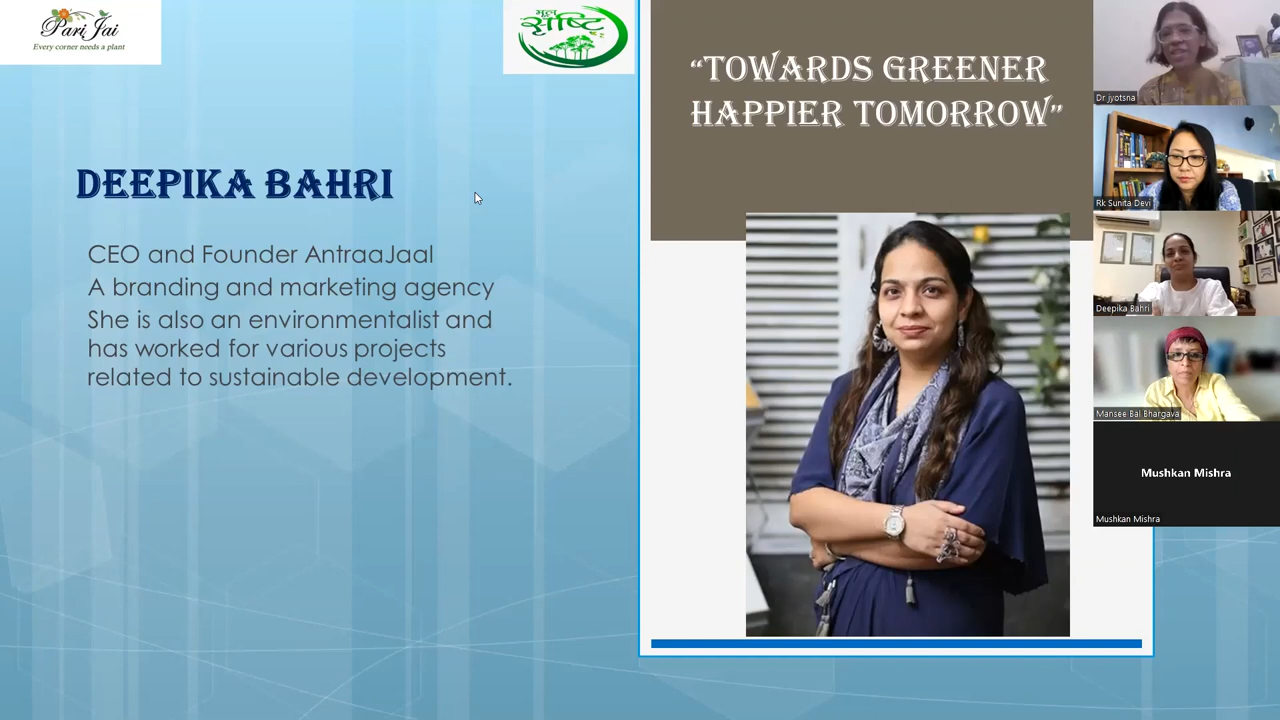 Pari Jai
Every corner needs a plant
मूल
सृष्टि
DEEPIKA BAHRI
CEO and Founder AntraaJaal
A branding and marketing agency
She is also an environmentalist and
has worked for various projects
related to sustainable development.
“TOWARDS GREENER
HAPPIER TOMORROW”
Dr jyotsna
Rk Sunita Devi
Deepika Bahri
Mansee Bal Bhargava
Mushkan Mishra
Mushkan Mishra